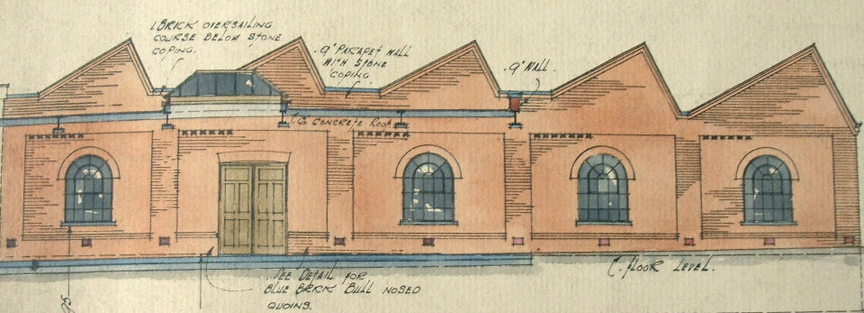 1 BRICK OVERSAILING
COURSE BELOW STONE
COPING.
9" PARAPET WALL
WITH STONE
COPING
9" WALL.
CONCRETE ROOF
SEE DETAIL FOR
BLUE BRICK BULL NOSED
QUOINS.
FLOOR LEVEL.